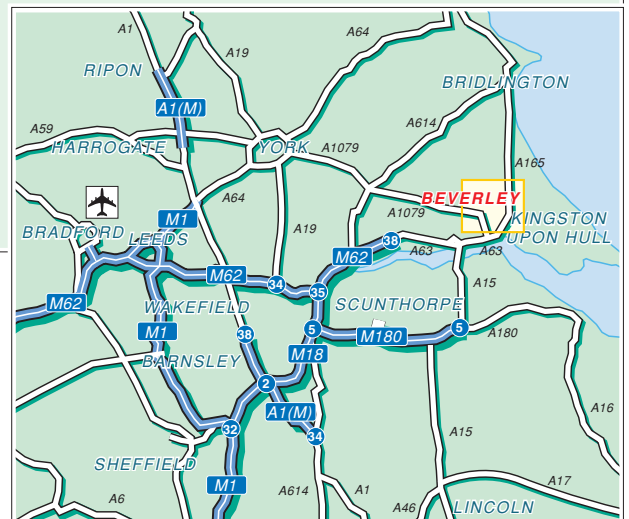 A1
A64
A19
RIPON
BRIDLINGTON
A1(M)
A614
A59
HARROGATE
YORK
A1079
A165
A64
BEVERLEY
M1
A1079
KINGSTON
UPON HULL
BRADFORD
LEEDS
A19
M62
38
A63
A63
M62
34
A15
M62
35
WAKEFIELD
SCUNTHORPE
M1
38
5
M180
5
A180
BARNSLEY
M18
2
A1(M)
A16
32
34
A15
SHEFFIELD
M1
A614
A1
A17
A6
A46
LINCOLN